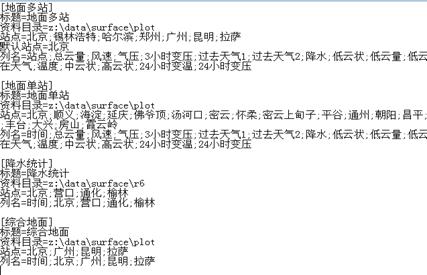 [地面多站]
标题=地面多站
资料目录=z:\data\surface\plot
站点=北京;锡林浩特;哈尔滨;郑州;广州;昆明;拉萨
默认站点=北京
列名=站点;总云量;风速;气压;3小时变压;过去天气1;过去天气2;降水;低云状;低云量;低云
在天气;温度;中云状;高云状;24小时变温;24小时变压
[地面单站]
标题=地面单站
资料目录=z:\data\surface\plot
站点=北京;顺义;海淀;延庆;佛爷顶;汤河口;密云;怀柔;密云上甸子;平谷;通州;朝阳;昌平;
;丰台;大兴;房山;霞云岭
列名=时间;总云量;风速;气压;3小时变压;过去天气1;过去天气2;降水;低云状;低云量;低云
在天气;温度;中云状;高云状;24小时变温;24小时变压
[降水统计]
标题=降水统计
资料目录=z:\data\surface\r6
站点=北京;营口;通化;榆林
列名=时间;北京;营口;通化;榆林
[综合地面]
标题=综合地面
资料目录=z:\data\surface\plot
站点=北京;广州;昆明;拉萨
列名=时间;北京;广州;昆明;拉萨